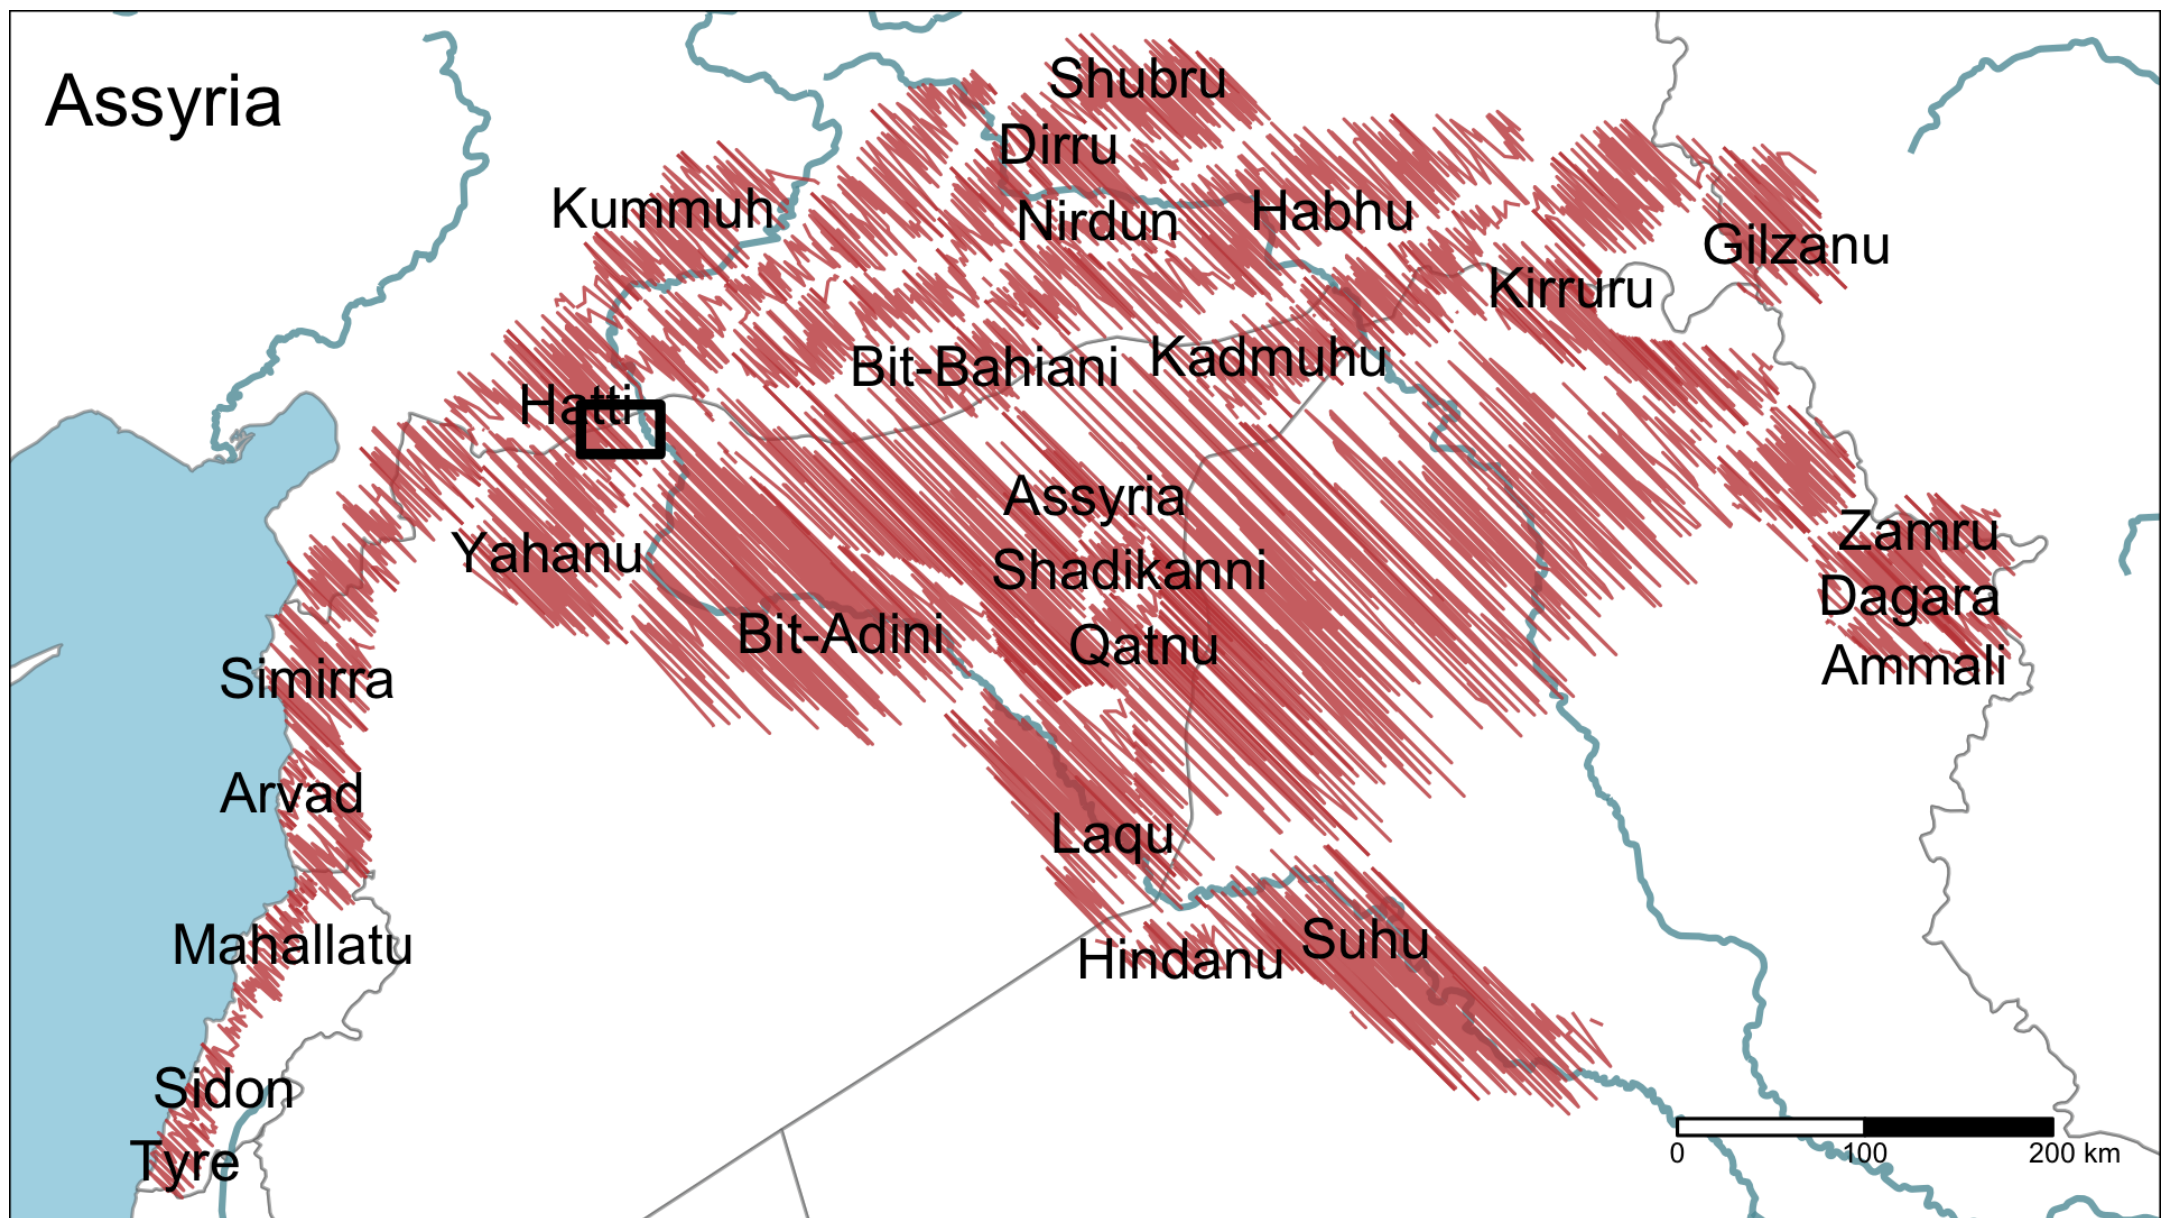 Assyria
Shubru
Dirru
Kummuh
Nirdun
Habhu
Gilzanu
Kirruru
Bit-Bahiani
Kadmuhu
Hatti
Assyria
Zamru
Yahanu
Shadikanni
Dagara
Bit-Adini
Qatnu
Ammali
Simirra
Arvad
Laqu
Mahallatu
Hindanu
Suhu
Sidon
Tyre
0 100 200 km